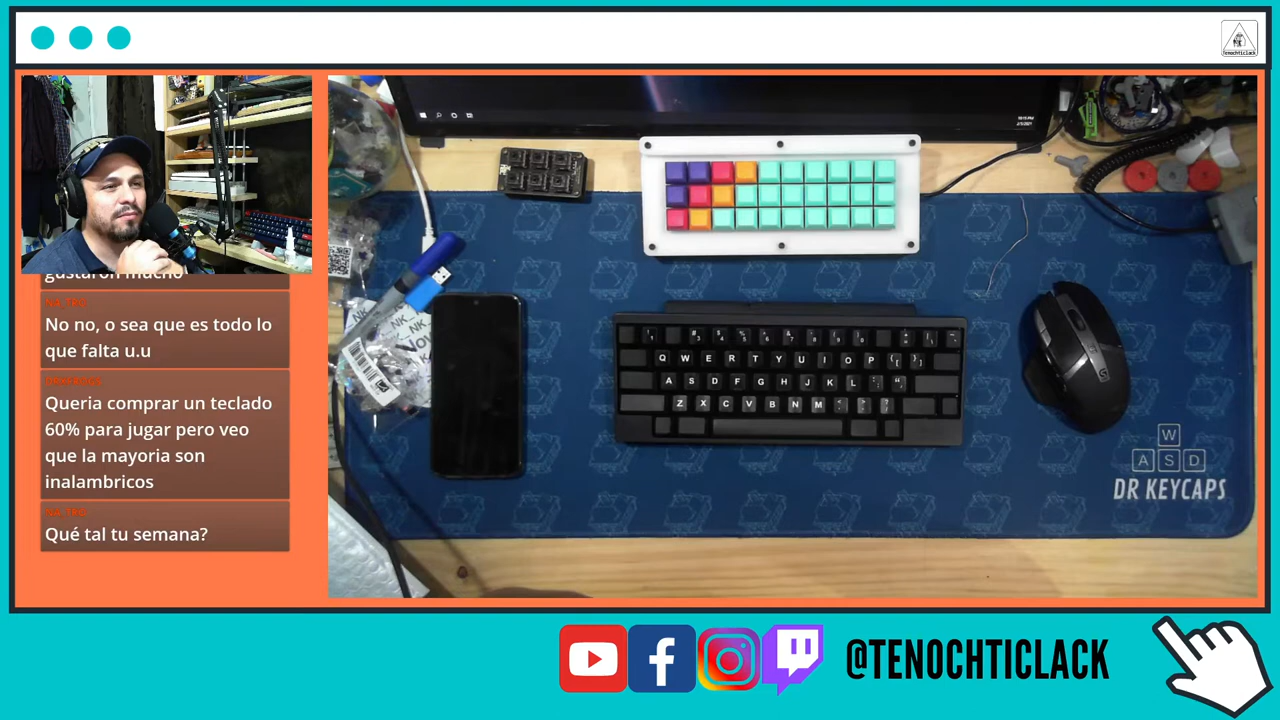 Tenochticlack
gustaron mucho
No no, o sea que es todo lo
que falta u.u
Queria comprar un teclado
60% para jugar pero veo
que la mayoria son
inalambricos
Qué tal tu semana?
Q W E R T Y U I O P
A S D F G H J K L
Z X C V B N M
W
A S D
DR KEYCAPS
@TENOCHTICLACK